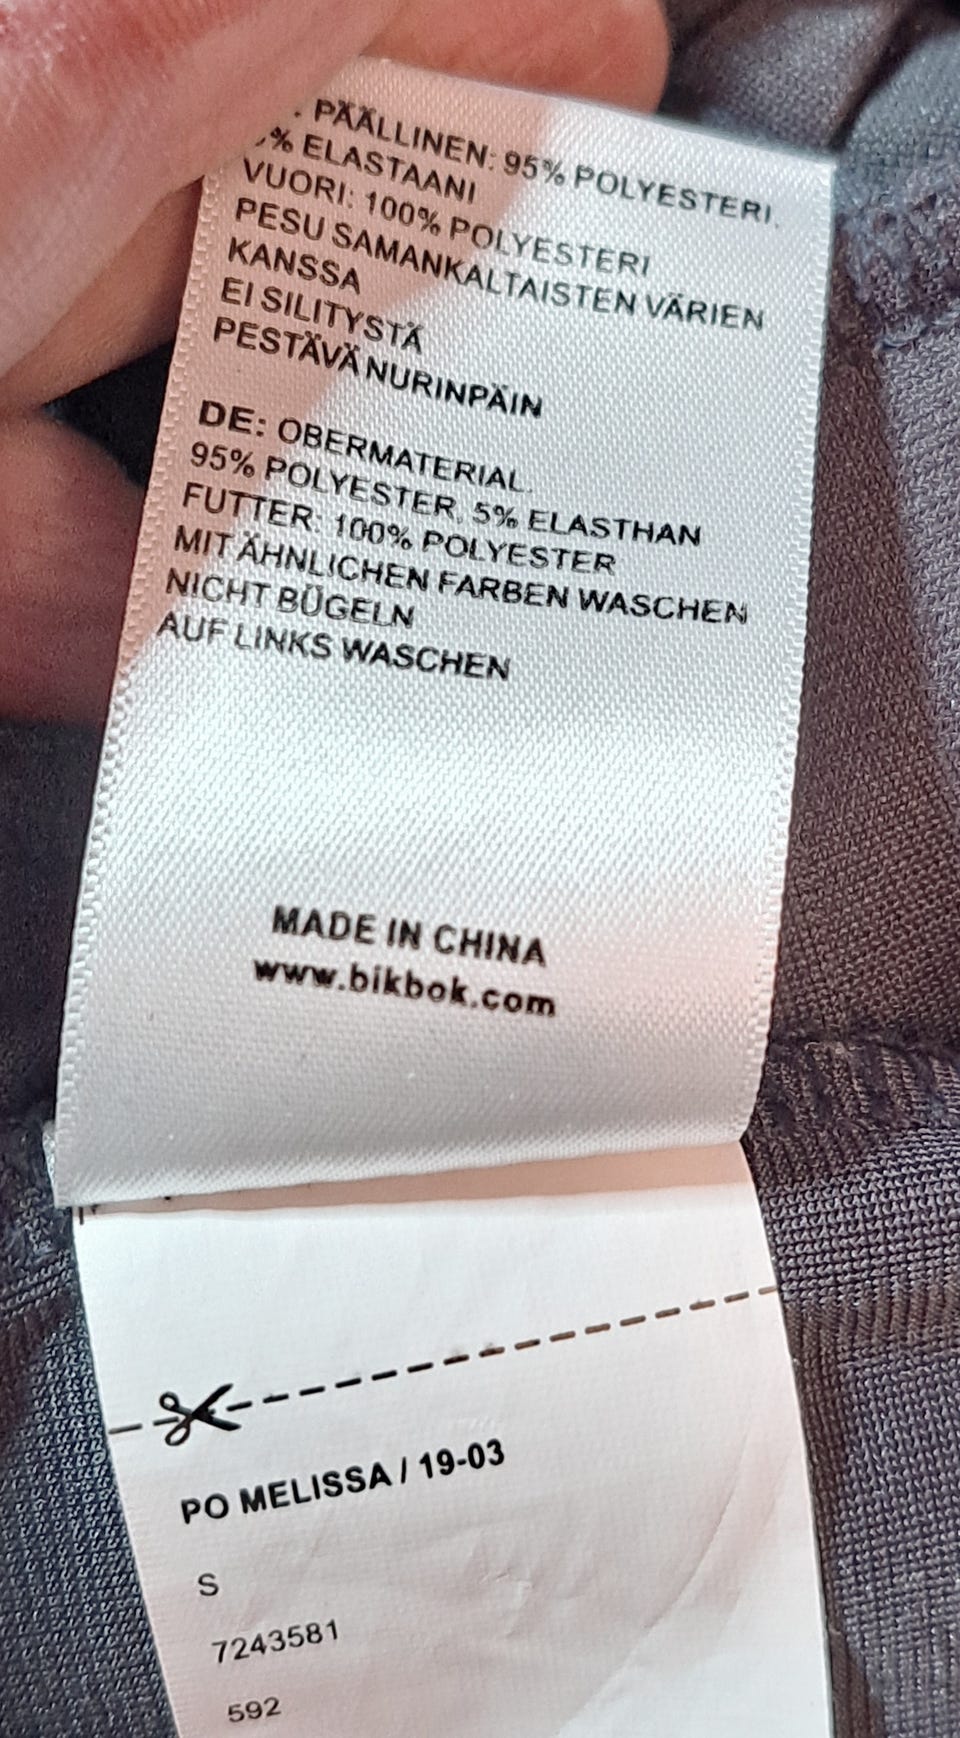 PÄÄLLINEN: 95% POLYESTERI,
% ELASTAANI
VUORI: 100% POLYESTERI
PESU SAMANKALTAISTEN VÄRIEN
KANSSA
EI SILITYSTÄ
PESTÄVÄ NURINPÄIN
DE: OBERMATERIAL:
95% POLYESTER, 5% ELASTHAN
FUTTER: 100% POLYESTER
MIT ÄHNLICHEN FARBEN WASCHEN
NICHT BÜGELN
AUF LINKS WASCHEN
MADE IN CHINA
www.bikbok.com
PO MELISSA / 19-03
S
7243581
592